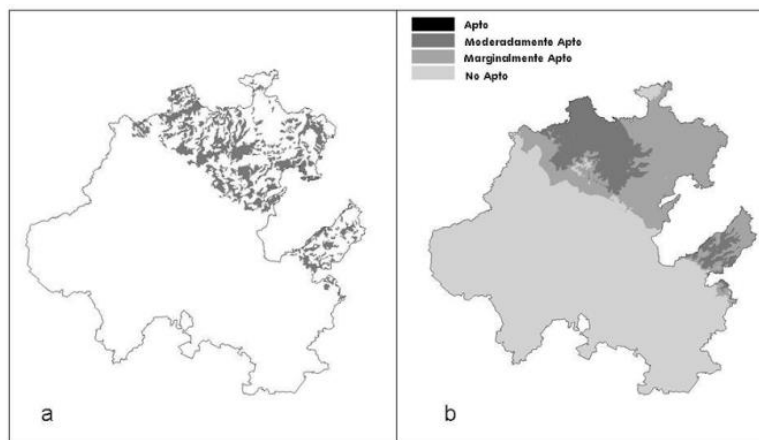 Apto
Moderadamente Apto
Marginalmente Apto
No Apto
a
b